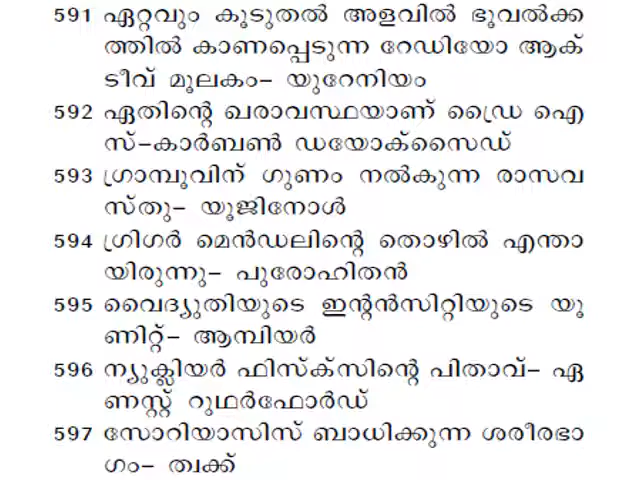 591 ഏറ്റവും കൂടുതൽ അളവിൽ ഭൂവൽക്ക
ത്തിൽ കാണപ്പെടുന്ന റേഡിയോ ആക്
ടീവ് മൂലകം- യുറേനിയം
592 ഏതിന്റെ ഖരാവസ്ഥയാണ് ഡ്രൈ ഐ
സ്-കാർബൺ ഡയോക്സൈഡ്
593 ഗ്രാമ്പൂവിന് ഗുണം നൽകുന്ന രാസവ
സ്തു- യൂജിനോൾ
594 ഗ്രിഗർ മെൻഡലിന്റെ തൊഴിൽ എന്താ
യിരുന്നു- പുരോഹിതൻ
595 വൈദ്യുതിയുടെ ഇന്റൻസിറ്റിയുടെ യൂ
ണിറ്റ്- ആമ്പിയർ
596 ന്യുക്ലിയർ ഫിസ്ക്സിന്റെ പിതാവ്- ഏ
ണസ്റ്റ് റുഥർഫോർഡ്
597 സോറിയാസിസ് ബാധിക്കുന്ന ശരീരഭാ
ഗം- ത്വക്ക്